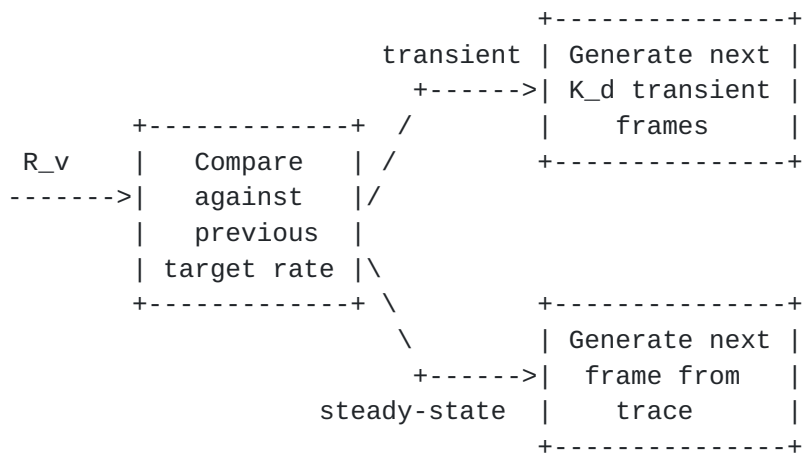 transient
Generate next
K_d transient
frames
R_v
Compare
against
previous
target rate
Generate next
frame from
trace
steady-state